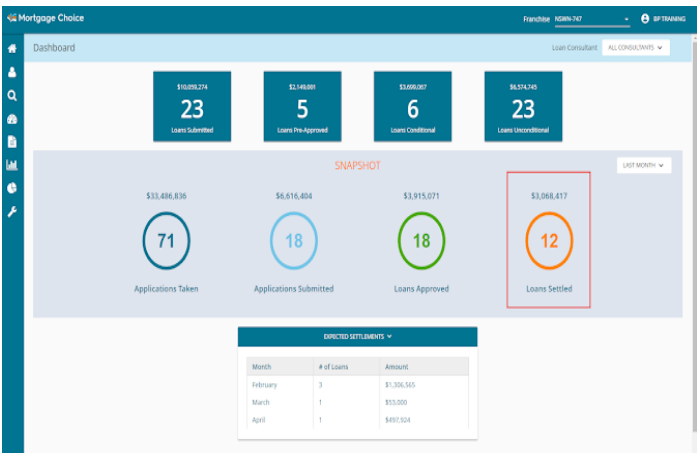 Mortgage Choice
Franchise NSWN-747 BP TRAINING
Dashboard
Loan Consultant ALL CONSULTANTS
$10,059,274
23
Loans Submitted
$2,149,001
5
Loans Pre-Approved
$3,699,067
6
Loans Conditional
$6,574,745
23
Loans Unconditional
SNAPSHOT
LAST MONTH
$33,486,836
71
Applications Taken
$6,616,404
18
Applications Submitted
$3,915,071
18
Loans Approved
$3,068,417
12
Loans Settled
EXPECTED SETTLEMENTS
Month # of Loans Amount
February 3 $1,306,565
March 1 $53,000
April 1 $497,924